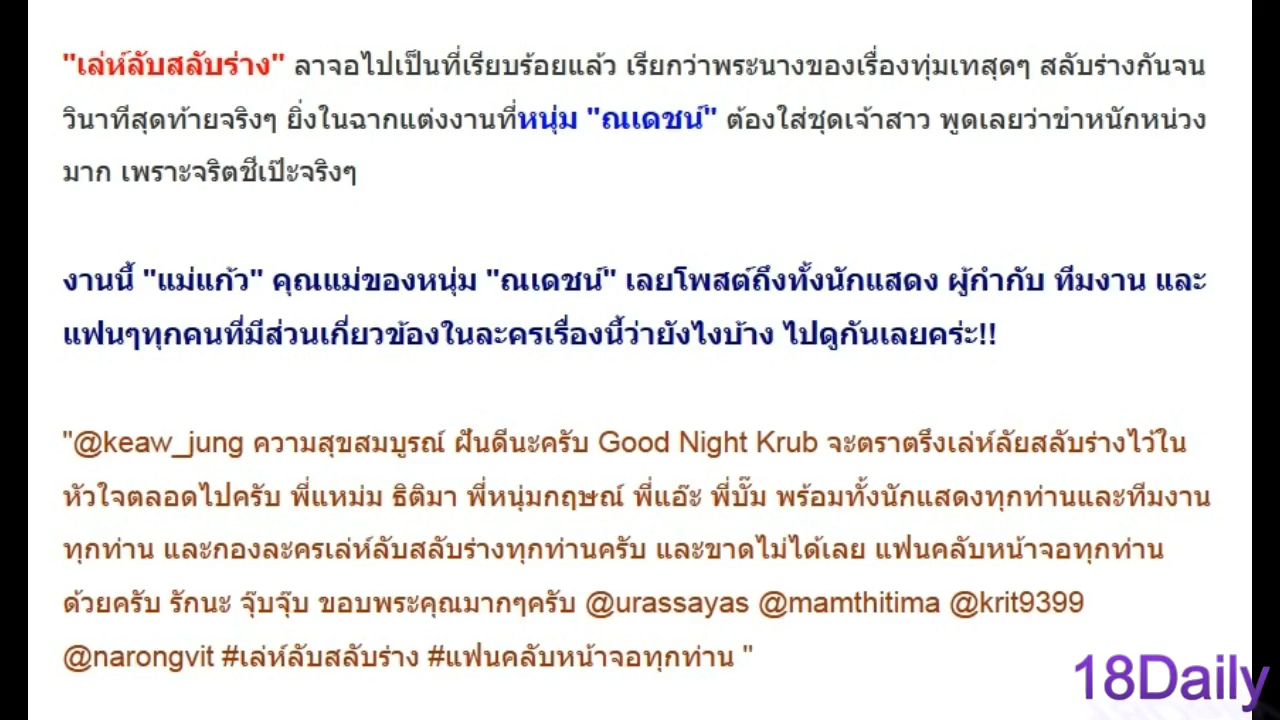 "เล่ห์ลับสลับร่าง" ลาจอไปเป็นที่เรียบร้อยแล้ว เรียกว่าพระนางของเรื่องทุ่มเทสุดๆ สลับร่างกันจน
วินาทีสุดท้ายจริงๆ ยิ่งในฉากแต่งงานที่หนุ่ม "ณเดชน์" ต้องใส่ชุดเจ้าสาว พูดเลยว่าขำหนักหน่วง
มาก เพราะจริตชีเป๊ะจริงๆ
งานนี้ "แม่แก้ว" คุณแม่ของหนุ่ม "ณเดชน์" เลยโพสต์ถึงทั้งนักแสดง ผู้กำกับ ทีมงาน และ
แฟนๆทุกคนที่มีส่วนเกี่ยวข้องในละครเรื่องนี้ว่ายังไงบ้าง ไปดูกันเลยคร่ะ!!
"@keaw_jung ความสุขสมบูรณ์ ฝันดีนะครับ Good Night Krub จะตราตรึงเล่ห์ลัยสลับร่างไว้ใน
หัวใจตลอดไปครับ พี่แหม่ม ธิติมา พี่หนุ่มกฤษณ์ พี่แอ๊ะ พี่บั๊ม พร้อมทั้งนักแสดงทุกท่านและทีมงาน
ทุกท่าน และกองละครเล่ห์ลับสลับร่างทุกท่านครับ และขาดไม่ได้เลย แฟนคลับหน้าจอทุกท่าน
ด้วยครับ รักนะ จุ๊บจุ๊บ ขอบพระคุณมากๆครับ @urassayas @mamthitima @krit9399
@narongvit #เล่ห์ลับสลับร่าง #แฟนคลับหน้าจอทุกท่าน "
18Daily